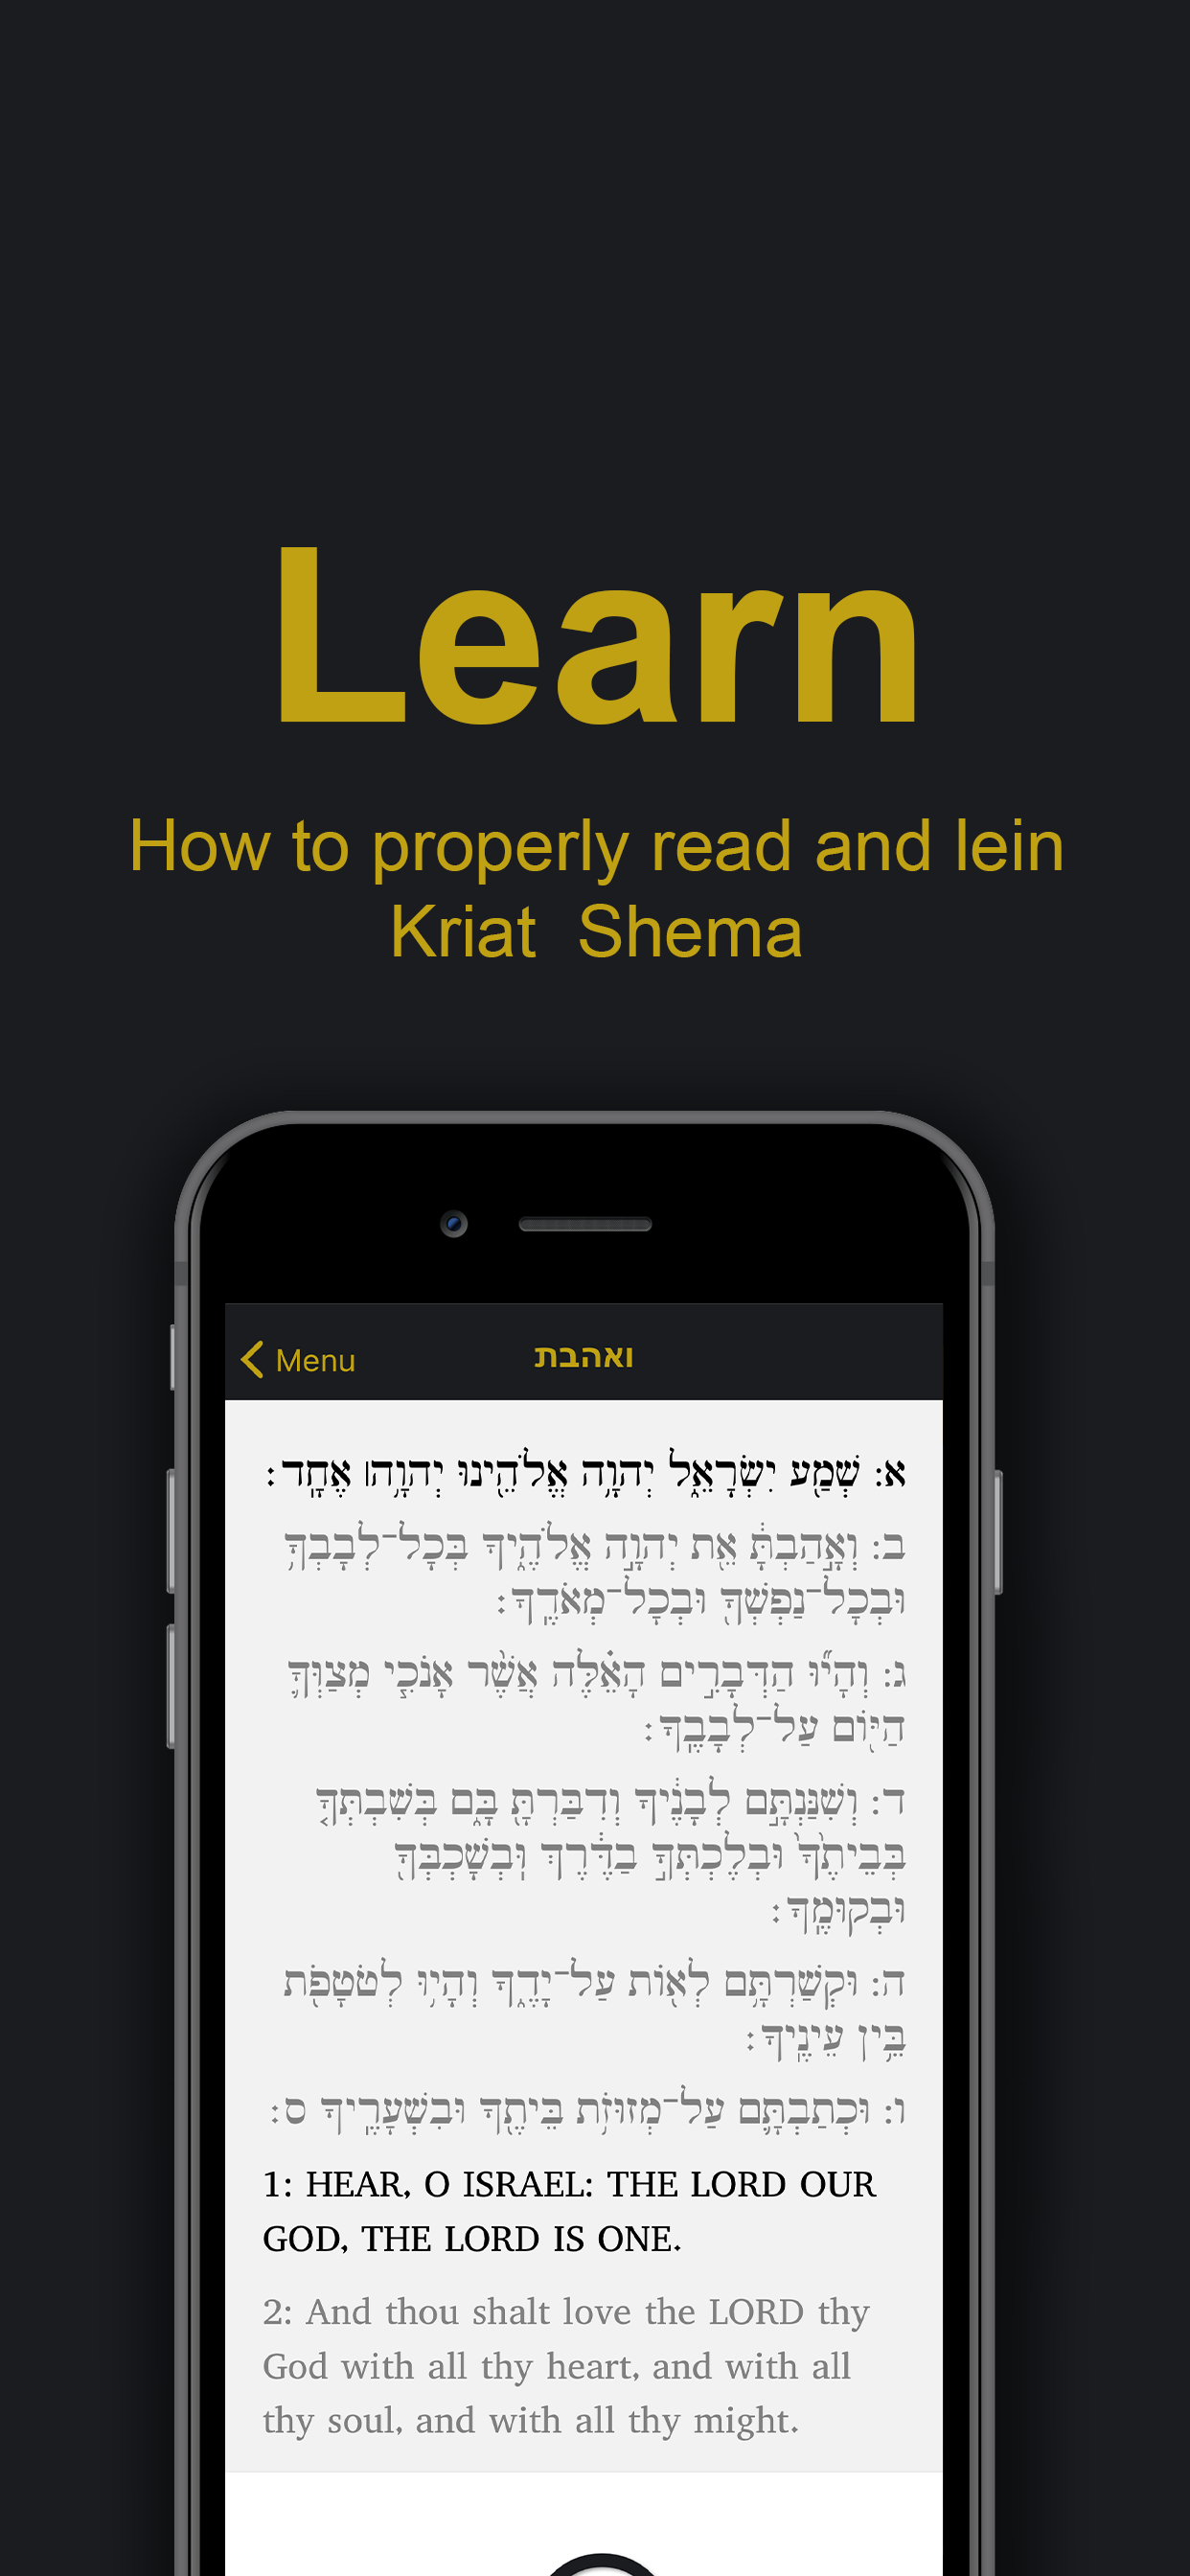 Learn
How to properly read and lein
Kriat  Shema
Menu
ואהבת
א: שְׁמַ֖ע יִשְׂרָאֵ֑ל יְהוָ֥ה אֱלֹהֵ֖ינוּ יְהוָ֥ה׀ אֶחָֽד׃
ב: וְאָ֣הַבְתָּ֔ אֵ֖ת יְהוָ֣ה אֱלֹהֶ֑יךָ בְּכָל־לְבָבְךָ֥
וּבְכָל־נַפְשְׁךָ֖ וּבְכָל־מְאֹדֶֽךָ׃
ג: וְהָי֞וּ הַדְּבָרִ֣ים הָאֵ֗לֶּה אֲשֶׁ֨ר אָנֹכִ֧י מְצַוְּךָ֛
הַיּ֖וֹם עַל־לְבָבֶֽךָ׃
ד: וְשִׁנַּנְתָּ֣ם לְבָנֶ֔יךָ וְדִבַּרְתָּ֖ בָּ֑ם בְּשִׁבְתְּךָ֤
בְּבֵיתֶ֙ךָ֙ וּבְלֶכְתְּךָ֣ בַדֶּ֔רֶךְ וּֽבְשָׁכְבְּךָ֖
וּבְקוּמֶֽךָ׃
ה: וּקְשַׁרְתָּ֥ם לְא֖וֹת עַל־יָדֶ֑ךָ וְהָי֥וּ לְטֹטָפֹ֖ת
בֵּ֥ין עֵינֶֽיךָ׃
ו: וּכְתַבְתָּ֛ם עַל־מְזוּזֹ֥ת בֵּיתֶ֖ךָ וּבִשְׁעָרֶֽיךָ ס׃
1: HEAR, O ISRAEL: THE LORD OUR
GOD, THE LORD IS ONE.
2: And thou shalt love the LORD thy
God with all thy heart, and with all
thy soul, and with all thy might.